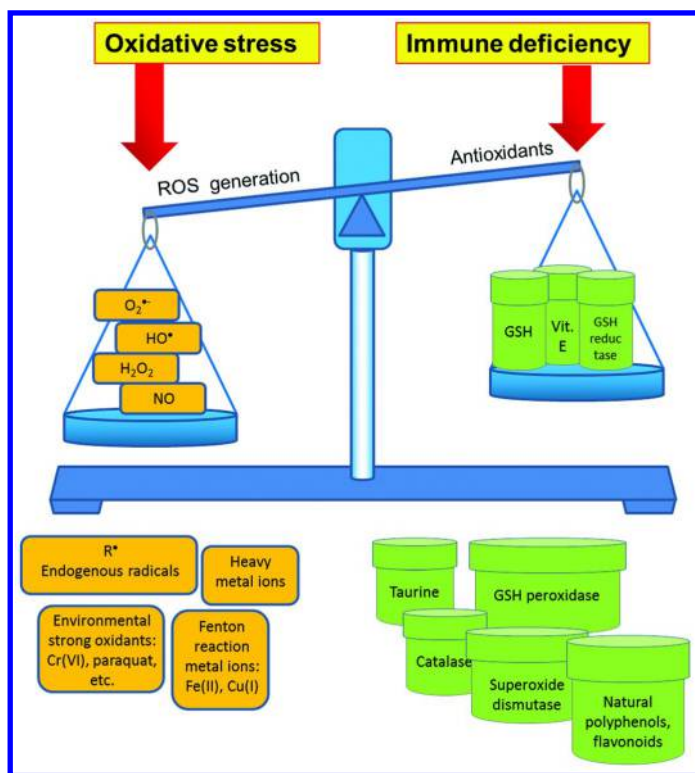 Oxidative stress
Immune deficiency
ROS generation
Antioxidants
O₂•−
HO•
H₂O₂
NO
GSH
Vit.
E
GSH
reduc
tase
R•
Endogenous radicals
Heavy
metal ions
Environmental
strong oxidants:
Cr(VI), paraquat,
etc.
Fenton
reaction
metal ions:
Fe(II), Cu(I)
Taurine
GSH peroxidase
Catalase
Superoxide
dismutase
Natural
polyphenols,
flavonoids